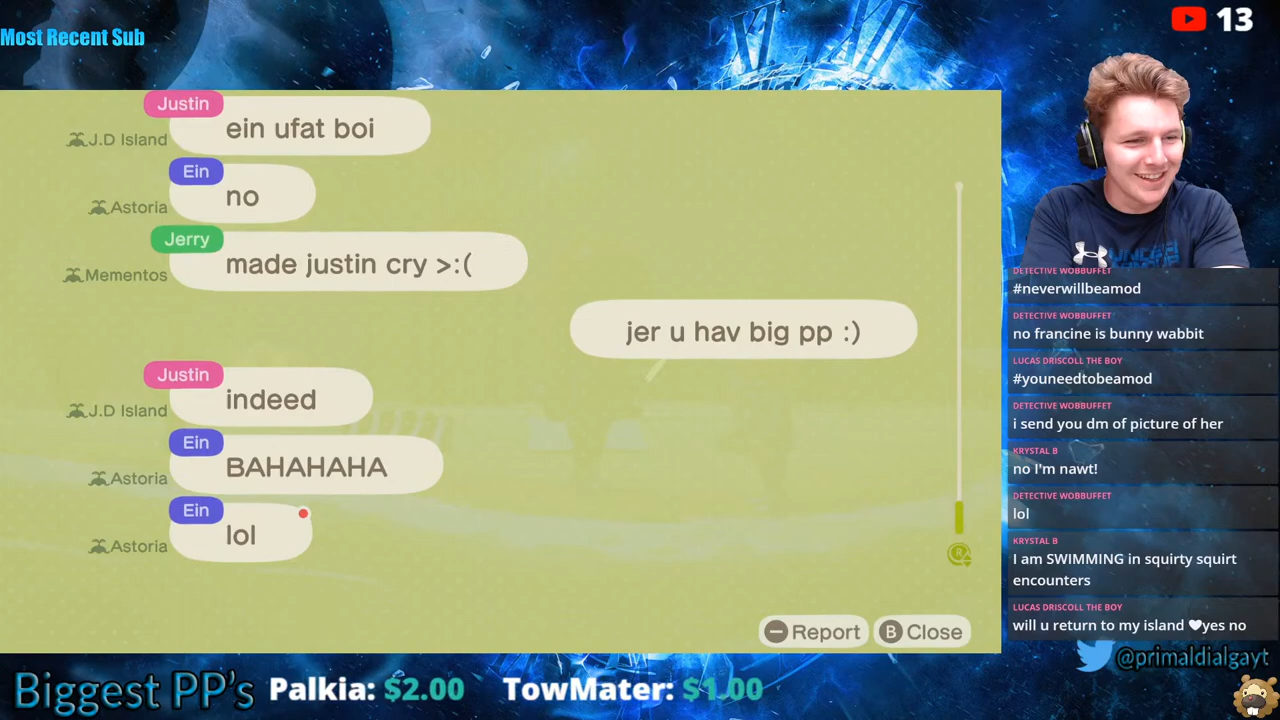 Most Recent Sub
13
Justin
ein ufat boi
J.D Island
Ein
no
Astoria
Jerry
made justin cry >:(
Mementos
jer u hav big pp :)
Justin
indeed
J.D Island
Ein
BAHAHAHA
Astoria
Ein
lol
Astoria
R
Report
B Close
UNDER
DETECTIVE WOBBUFFET
#neverwillbeamod
DETECTIVE WOBBUFFET
no francine is bunny wabbit
LUCAS DRISCOLL THE BOY
#youneedtobeamod
DETECTIVE WOBBUFFET
i send you dm of picture of her
KRYSTAL B
no I'm nawt!
DETECTIVE WOBBUFFET
lol
KRYSTAL B
I am SWIMMING in squirty squirt
encounters
LUCAS DRISCOLL THE BOY
will u return to my island ♥yes no
@primaldialgayt
Biggest PP's Palkia: $2.00 TowMater: $1.00